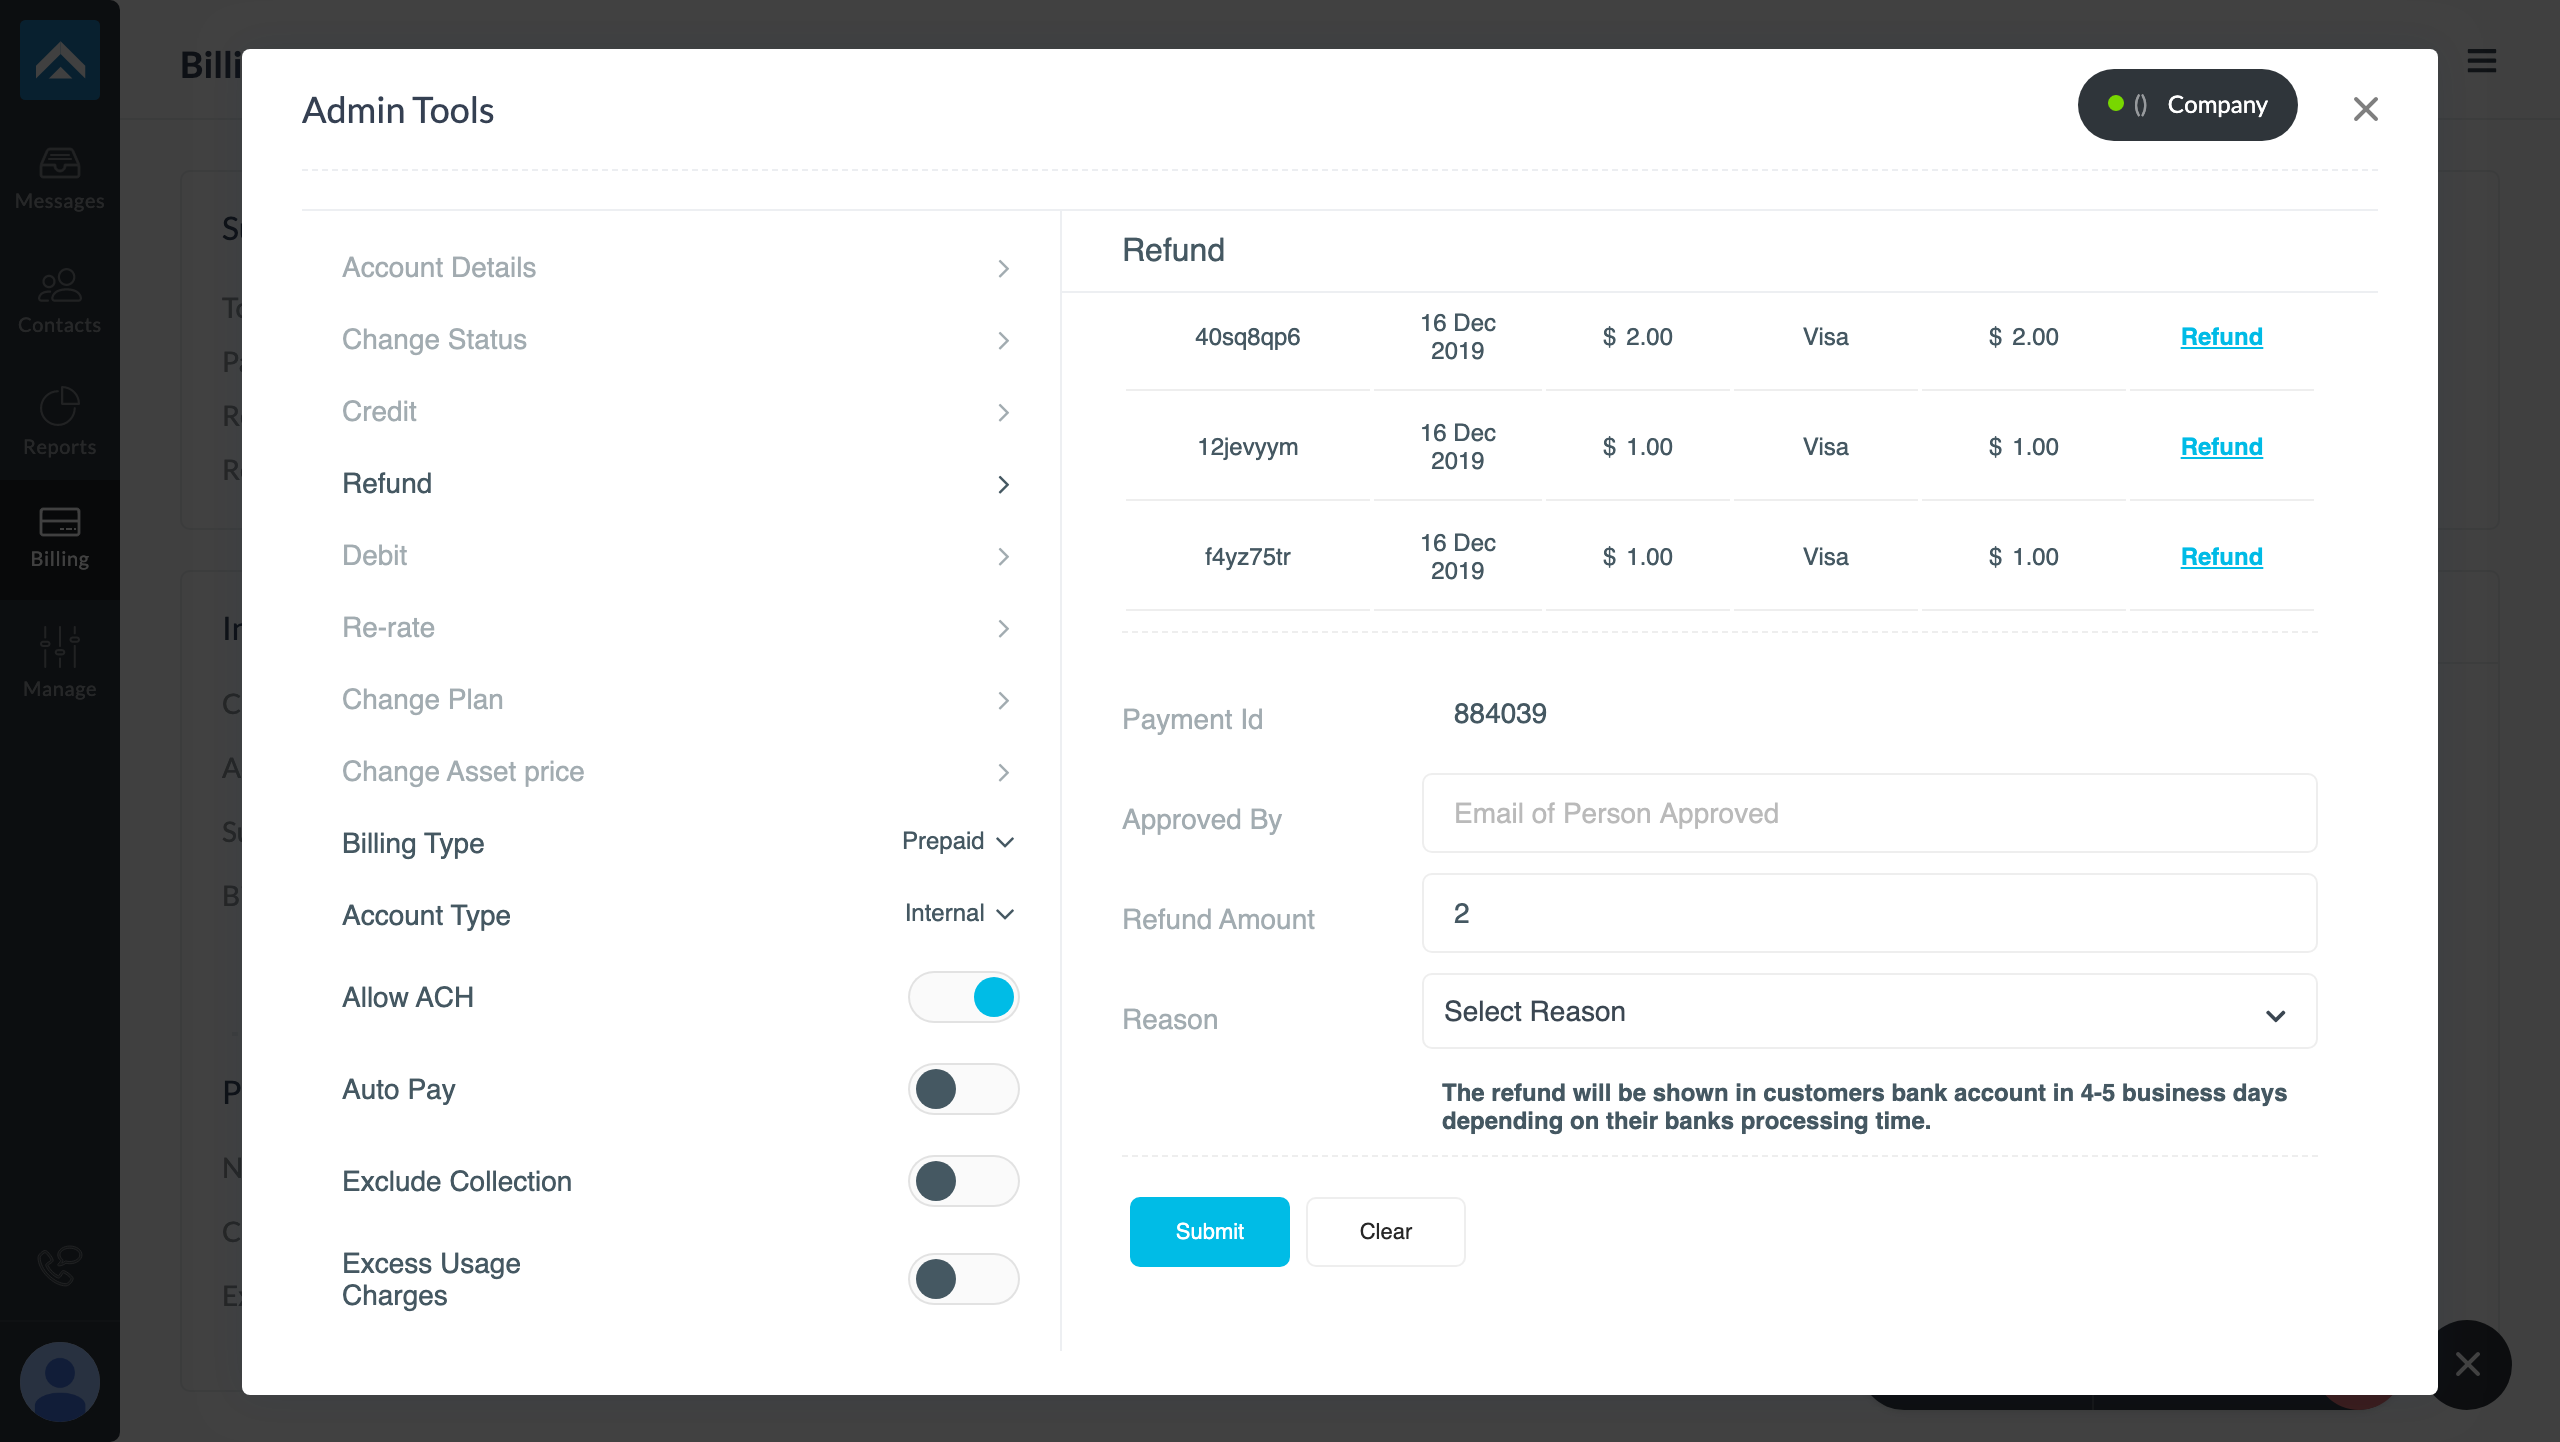 Billi
Admin Tools
() Company
Messages
Contacts
Reports
Billing
Manage
Account Details
Change Status
Credit
Refund
Debit
Re-rate
Change Plan
Change Asset price
Billing Type Prepaid
Account Type Internal
Allow ACH
Auto Pay
Exclude Collection
Excess Usage
Charges
Refund
40sq8qp6 16 Dec 2019 $ 2.00 Visa $ 2.00 Refund
12jevyym 16 Dec 2019 $ 1.00 Visa $ 1.00 Refund
f4yz75tr 16 Dec 2019 $ 1.00 Visa $ 1.00 Refund
Payment Id 884039
Approved By Email of Person Approved
Refund Amount 2
Reason Select Reason
The refund will be shown in customers bank account in 4-5 business days
depending on their banks processing time.
Submit Clear